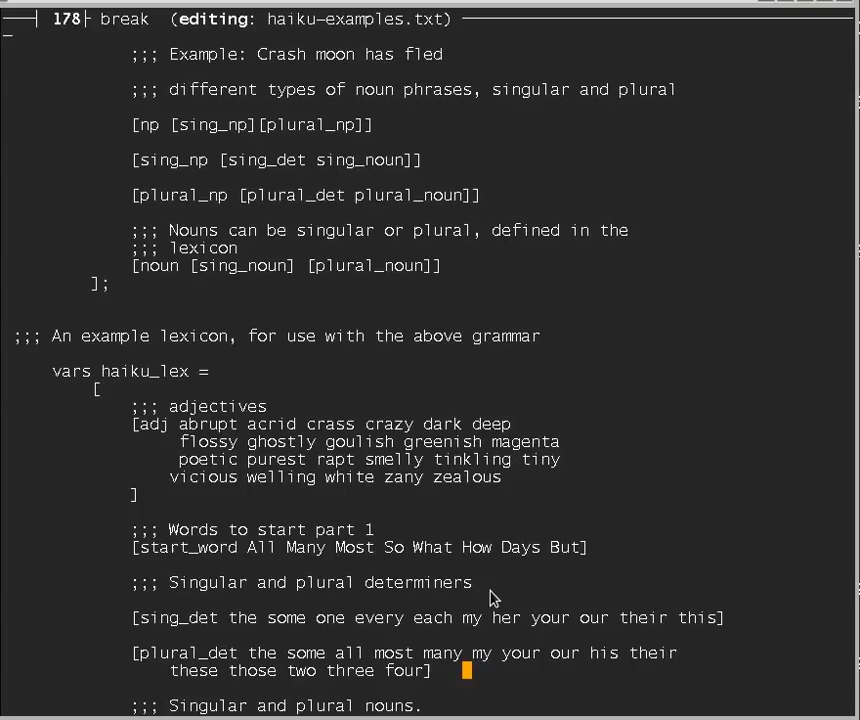 178 break (editing: haiku-examples.txt)
;;; Example: Crash moon has fled
;;; different types of noun phrases, singular and plural
[np [sing_np][plural_np]]
[sing_np [sing_det sing_noun]]
[plural_np [plural_det plural_noun]]
;;; Nouns can be singular or plural, defined in the
;;; lexicon
[noun [sing_noun] [plural_noun]]
];
;;; An example lexicon, for use with the above grammar
vars haiku_lex =
[
;;; adjectives
[adj abrupt acrid crass crazy dark deep
flossy ghostly goulish greenish magenta
poetic purest rapt smelly tinkling tiny
vicious welling white zany zealous
]
;;; Words to start part 1
[start_word All Many Most So What How Days But]
;;; Singular and plural determiners
[sing_det the some one every each my her your our their this]
[plural_det the some all most many my your our his their
these those two three four]
;;; Singular and plural nouns.